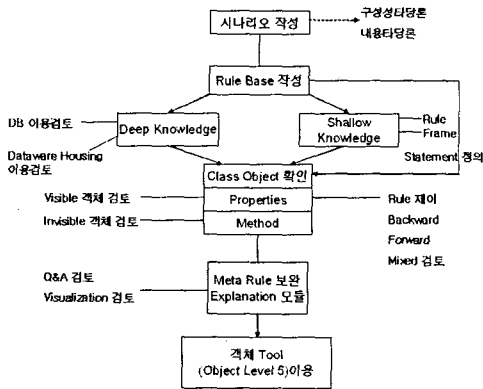 시나리오 작성
구성성타당론
내용타당론
Rule Base 작성
DB 이용검토
Deep Knowledge
Shallow
Knowledge
Rule
Frame
Dataware Housing
이용검토
Statement 정의
Class Object 확인
Visible 객체 검토
Properties
Rule 제어
Invisible 객체 검토
Method
Backward
Forward
Mixed 검토
Q&A 검토
Visualization 검토
Meta Rule 보완
Explanation 모듈
객체 Tool
(Object Level 5)이용